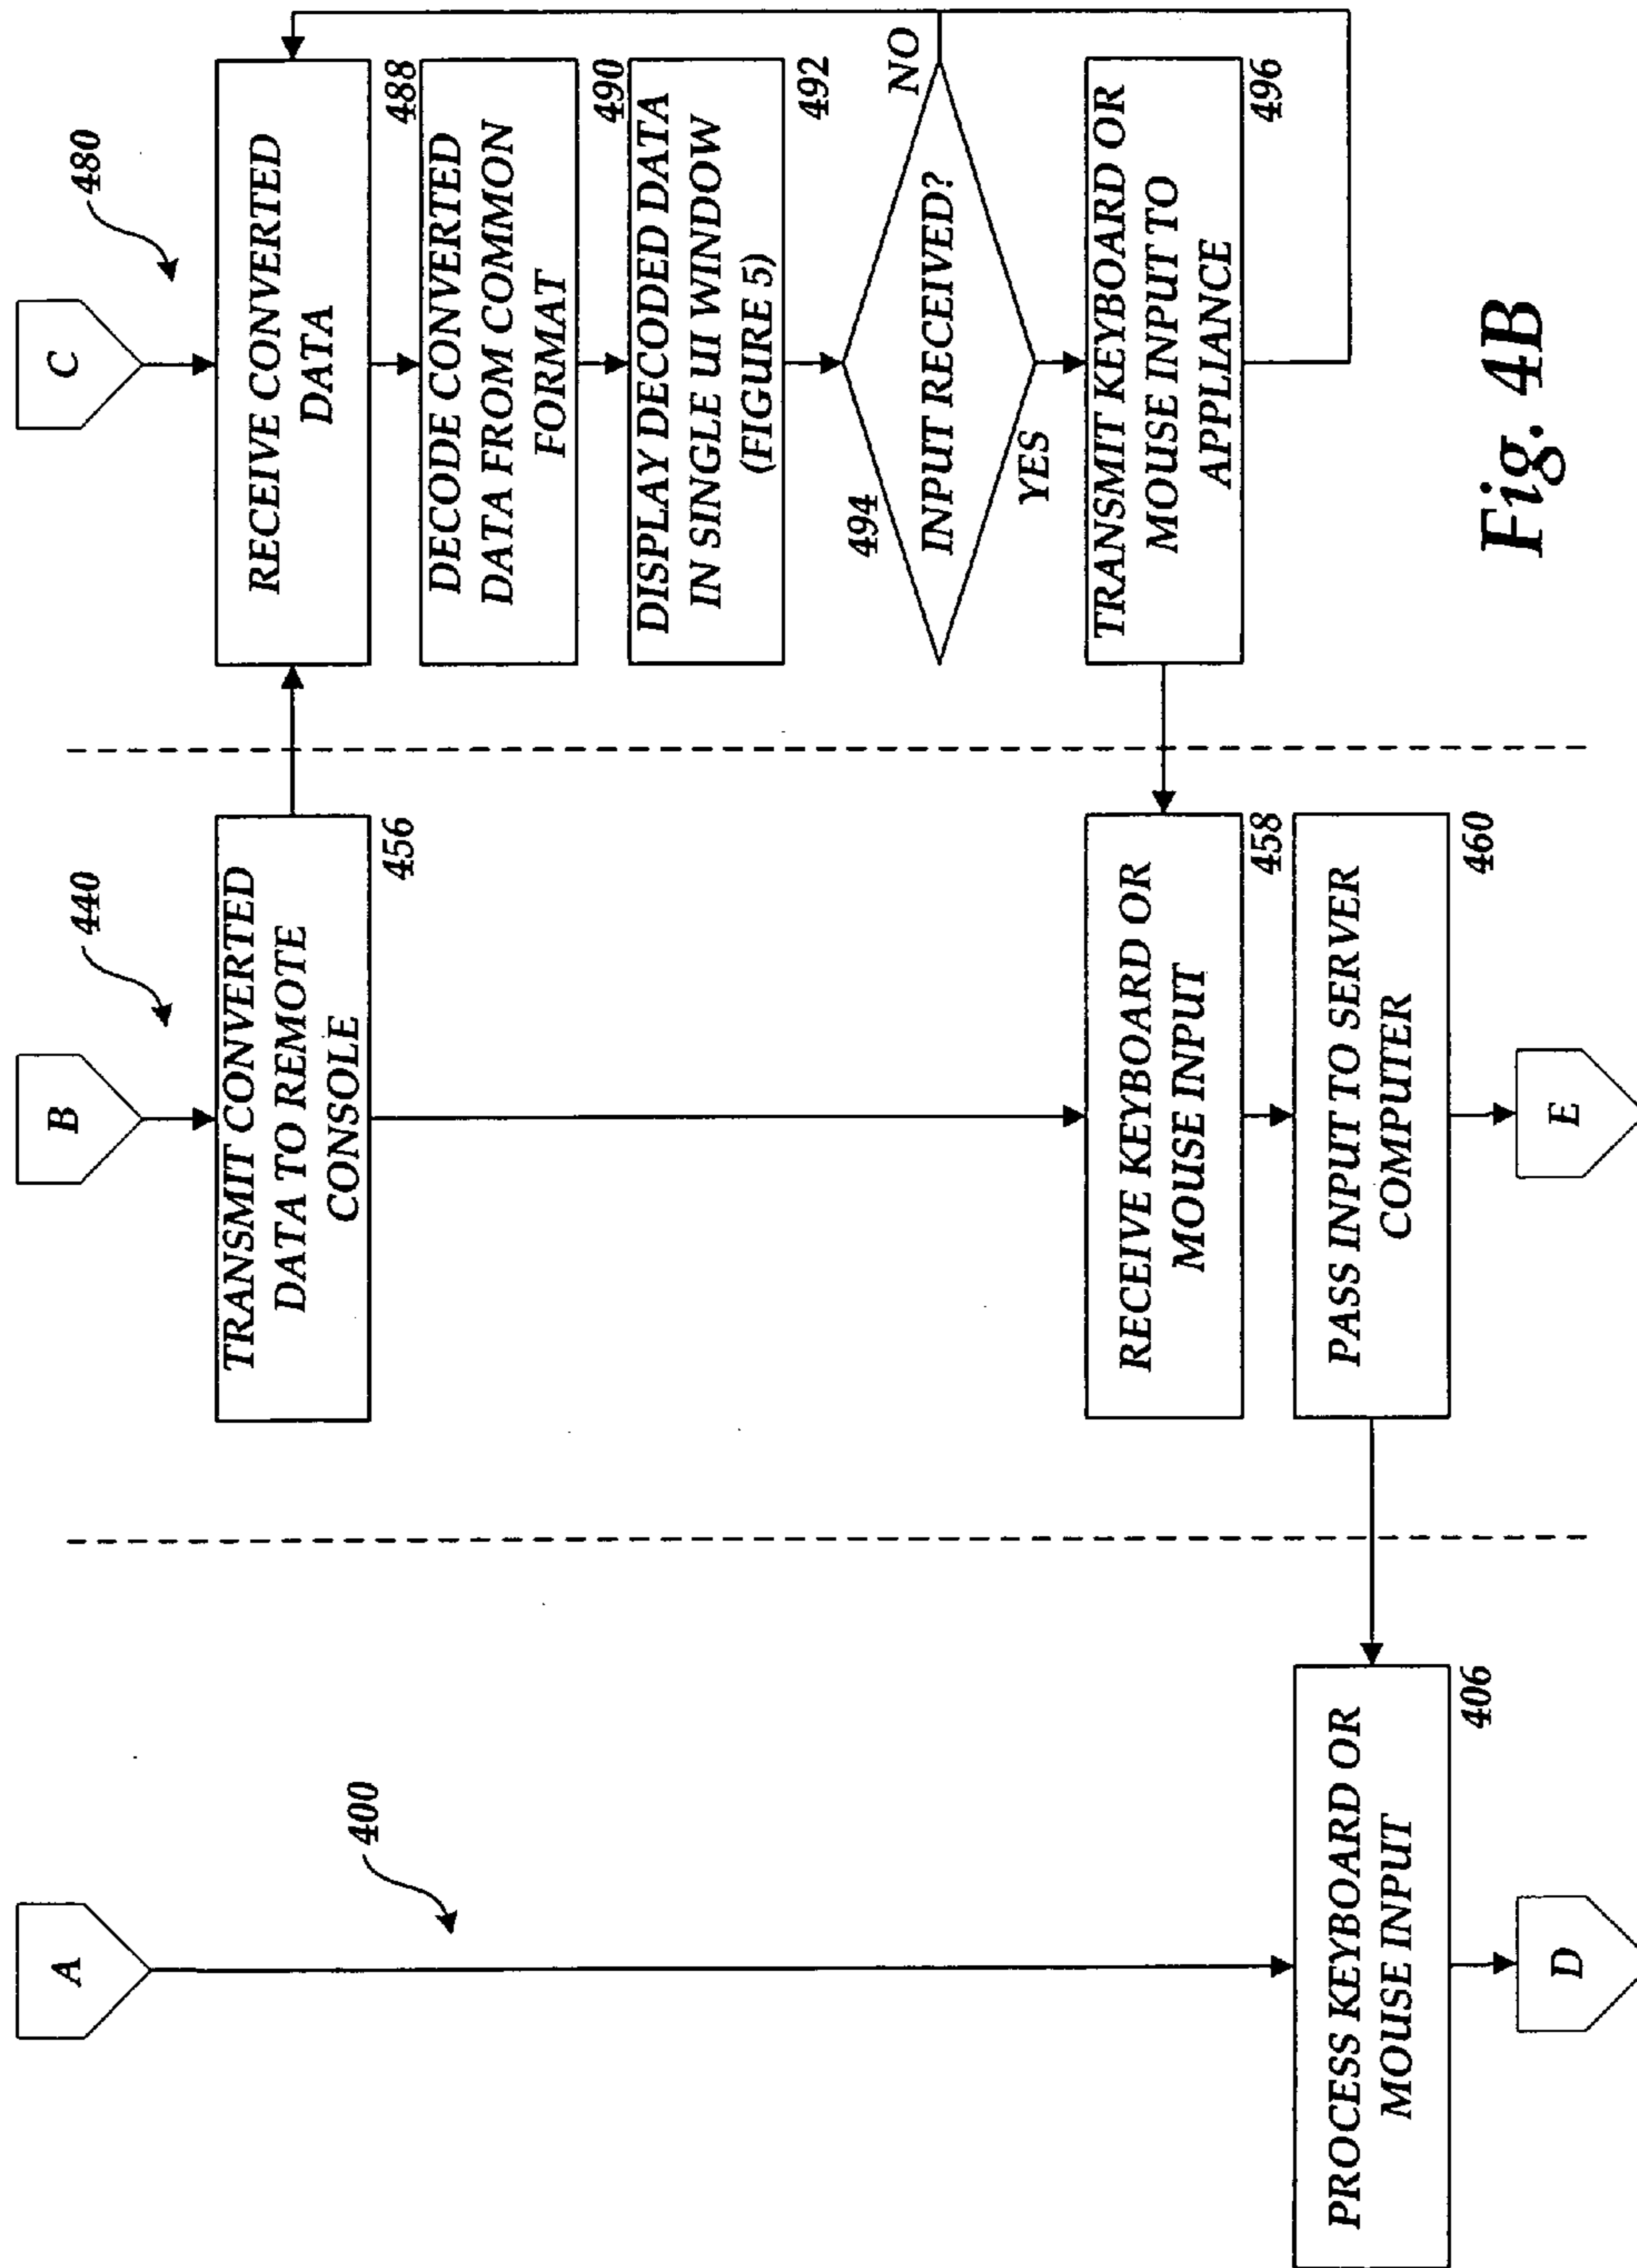 A
400
PROCESS KEYBOARD OR
MOUSE INPUT
406
D
B
440
TRANSMIT CONVERTED
DATA TO REMOTE
CONSOLE
456
RECEIVE KEYBOARD OR
MOUSE INPUT
458
PASS INPUT TO SERVER
COMPUTER
460
E
C
480
RECEIVE CONVERTED
DATA
488
DECODE CONVERTED
DATA FROM COMMON
FORMAT
490
DISPLAY DECODED DATA
IN SINGLE UI WINDOW
(FIGURE 5)
492
494
INPUT RECEIVED?
NO
YES
TRANSMIT KEYBOARD OR
MOUSE INPUT TO
APPLIANCE
496
Fig. 4B